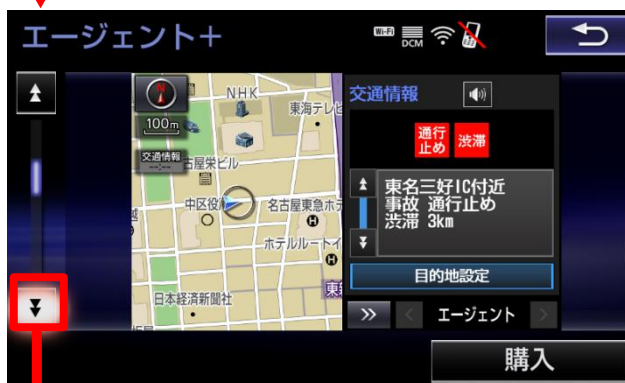 エージェント＋
Wi-Fi
DCM
NHK
東海テレビ
100m
交通情報
--:--
古屋栄ビル
中区役
名古屋東急ホテ
ホテルルートイ
日本経済新聞社
交通情報
通行
止め
渋滞
東名三好IC付近
事故 通行止め
渋滞 3km
目的地設定
エージェント
購入